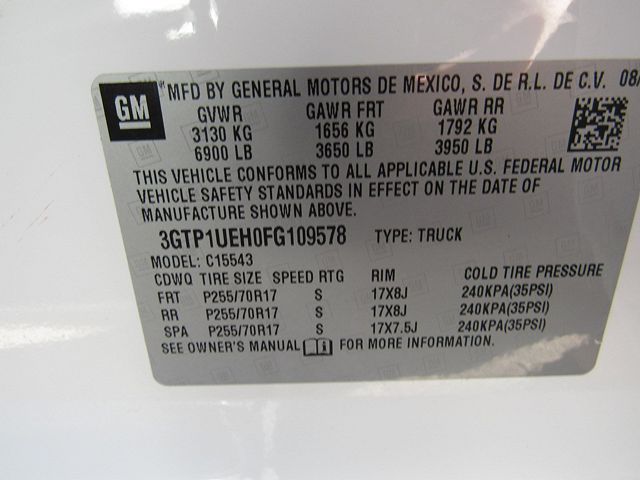 GM
MFD BY GENERAL MOTORS DE MEXICO, S. DE R.L. DE C.V. 08/
GVWR GAWR FRT GAWR RR
3130 KG 1656 KG 1792 KG
6900 LB 3650 LB 3950 LB
THIS VEHICLE CONFORMS TO ALL APPLICABLE U.S. FEDERAL MOTOR
VEHICLE SAFETY STANDARDS IN EFFECT ON THE DATE OF
MANUFACTURE SHOWN ABOVE.
3GTP1UEH0FG109578 TYPE: TRUCK
MODEL: C15543
CDWQ TIRE SIZE SPEED RTG RIM COLD TIRE PRESSURE
FRT P255/70R17 S 17X8J 240KPA(35PSI)
RR P255/70R17 S 17X8J 240KPA(35PSI)
SPA P255/70R17 S 17X7.5J 240KPA(35PSI)
SEE OWNER'S MANUAL FOR MORE INFORMATION.